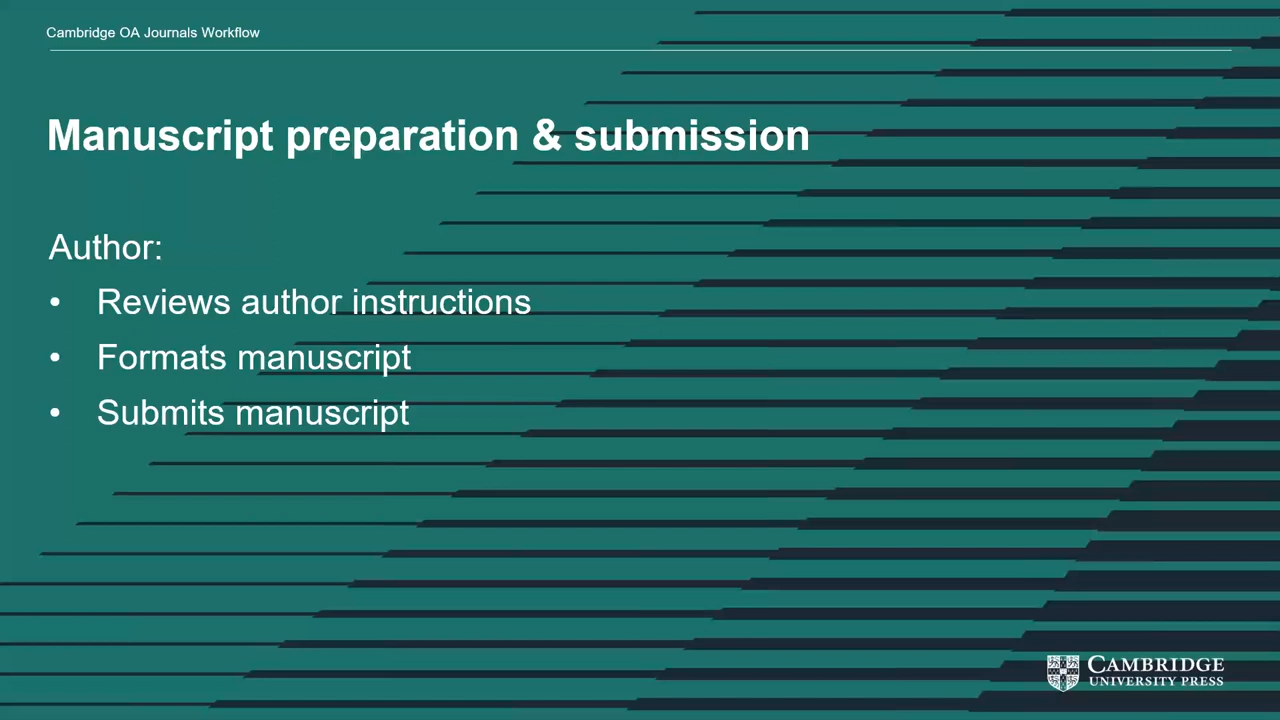 Cambridge OA Journals Workflow
Manuscript preparation & submission
Author:
• Reviews author instructions
• Formats manuscript
• Submits manuscript
CAMBRIDGE
UNIVERSITY PRESS